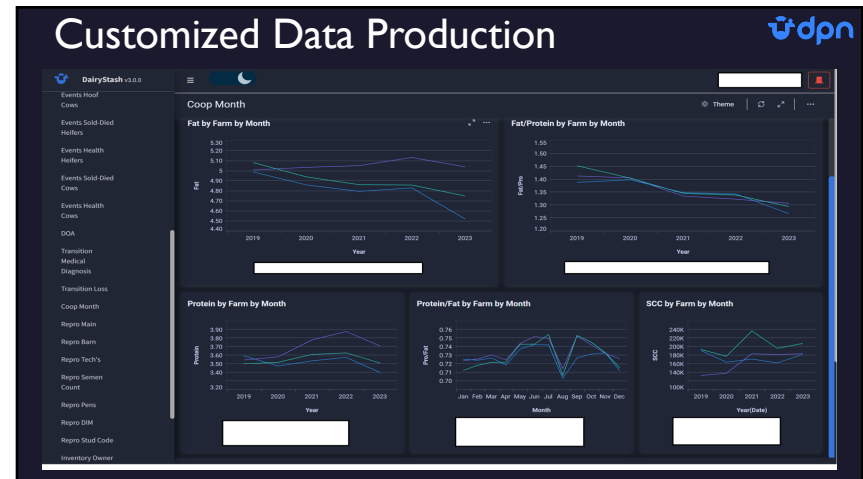 Customized Data Production
dpn
DairyStash v3.0.0
Events Hoof
Cows
Events Sold-Died
Heifers
Events Health
Heifers
Events Sold-Died
Cows
Events Health
Cows
DOA
Transition
Medical
Diagnosis
Transition Loss
Coop Month
Repro Main
Repro Barn
Repro Tech's
Repro Semen
Count
Repro Pens
Repro DIM
Repro Stud Code
Inventory Owner
Coop Month
Theme
Fat by Farm by Month
5.30
5.20
5.10
5
4.90
4.80
4.70
4.60
4.50
4.40
Fat
2019 2020 2021 2022 2023
Year
Fat/Protein by Farm by Month
1.55
1.50
1.45
1.40
1.35
1.30
1.25
1.20
Fat/Pro
2019 2020 2021 2022 2023
Year
Protein by Farm by Month
3.90
3.80
3.70
3.60
3.50
3.40
3.20
Protein
2019 2020 2021 2022 2023
Year
Protein/Fat by Farm by Month
0.76
0.75
0.74
0.73
0.72
0.71
0.70
Pro/Fat
Jan Feb Mar Apr May Jun Jul Aug Sep Oct Nov Dec
Month
SCC by Farm by Month
240K
220K
200K
180K
160K
140K
100K
SCC
2019 2020 2021 2022 2023
Year(Date)